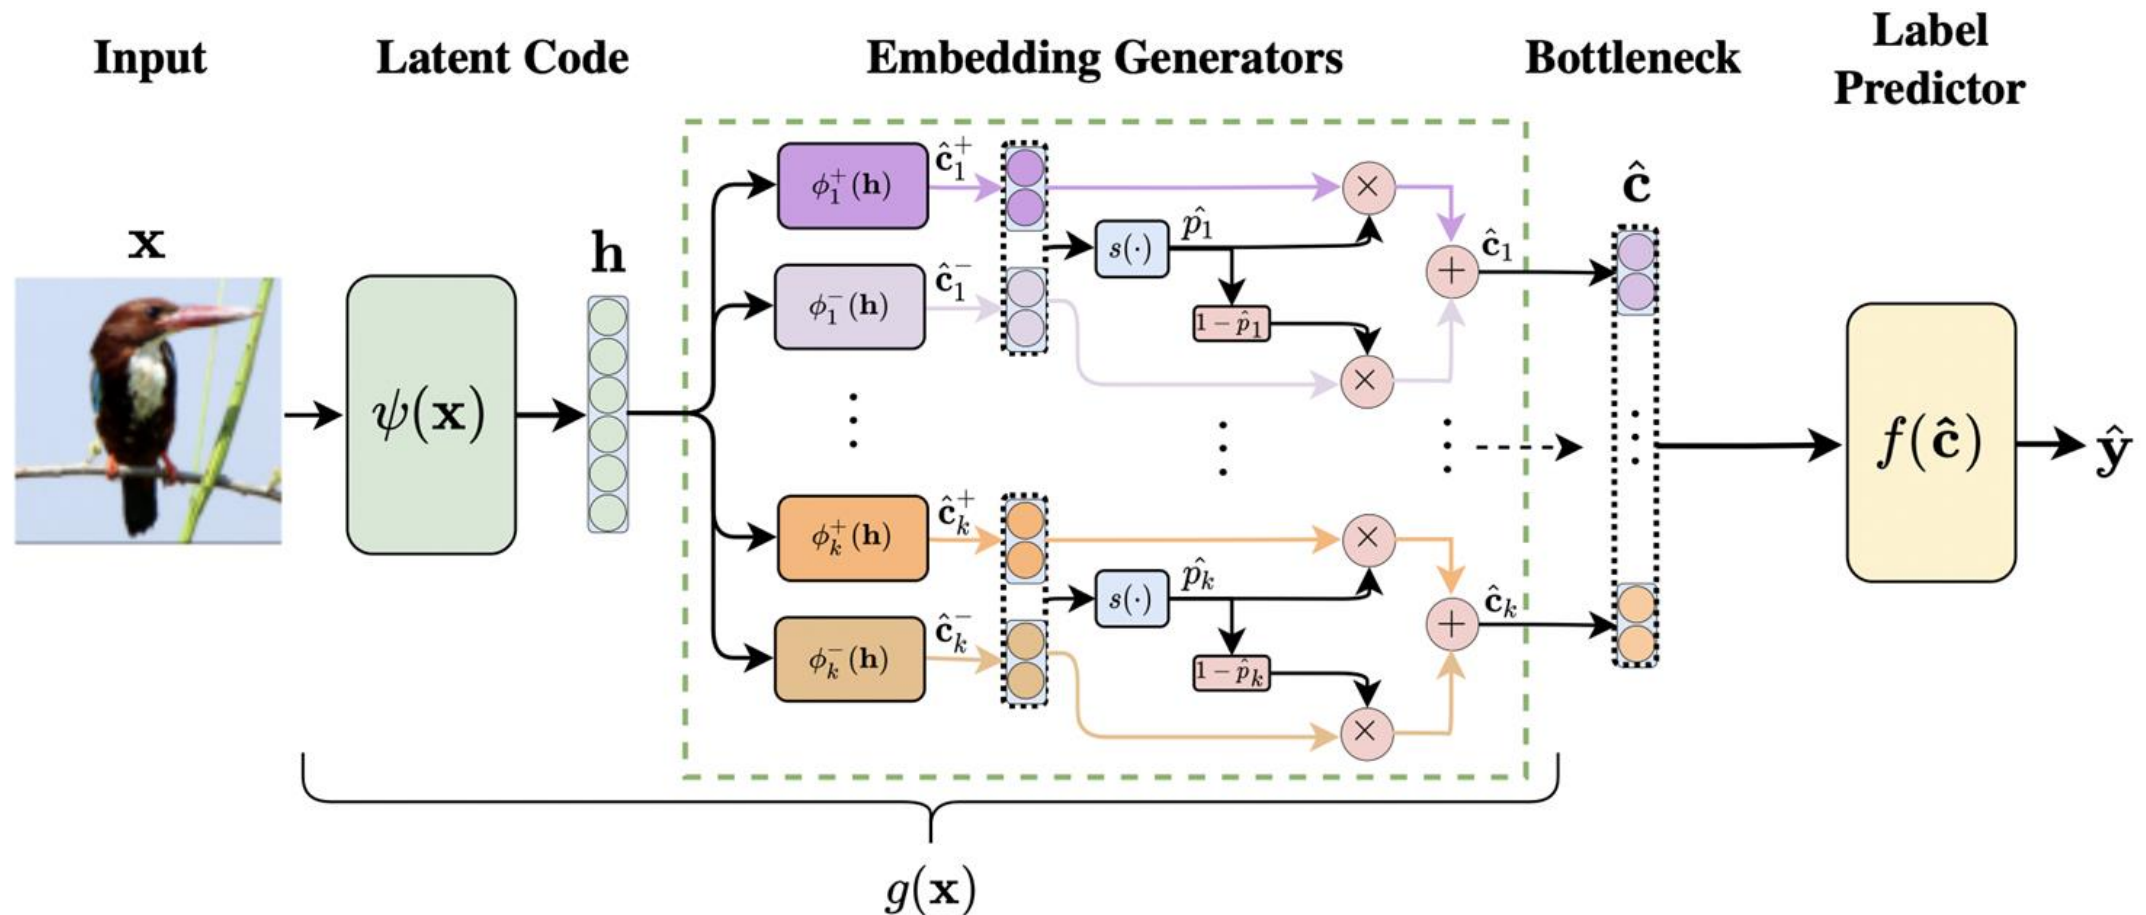 Input
Latent Code
Embedding Generators
Bottleneck
Label
Predictor
x
ψ(x)
h
ϕ₁⁺(h)
ĉ₁⁺
ϕ₁⁻(h)
ĉ₁⁻
s(·)
p̂₁
1 − p̂₁
×
×
+
ĉ₁
ϕₖ⁺(h)
ĉₖ⁺
ϕₖ⁻(h)
ĉₖ⁻
s(·)
p̂ₖ
1 − p̂ₖ
×
×
+
ĉₖ
ĉ
f(ĉ)
ŷ
g(x)